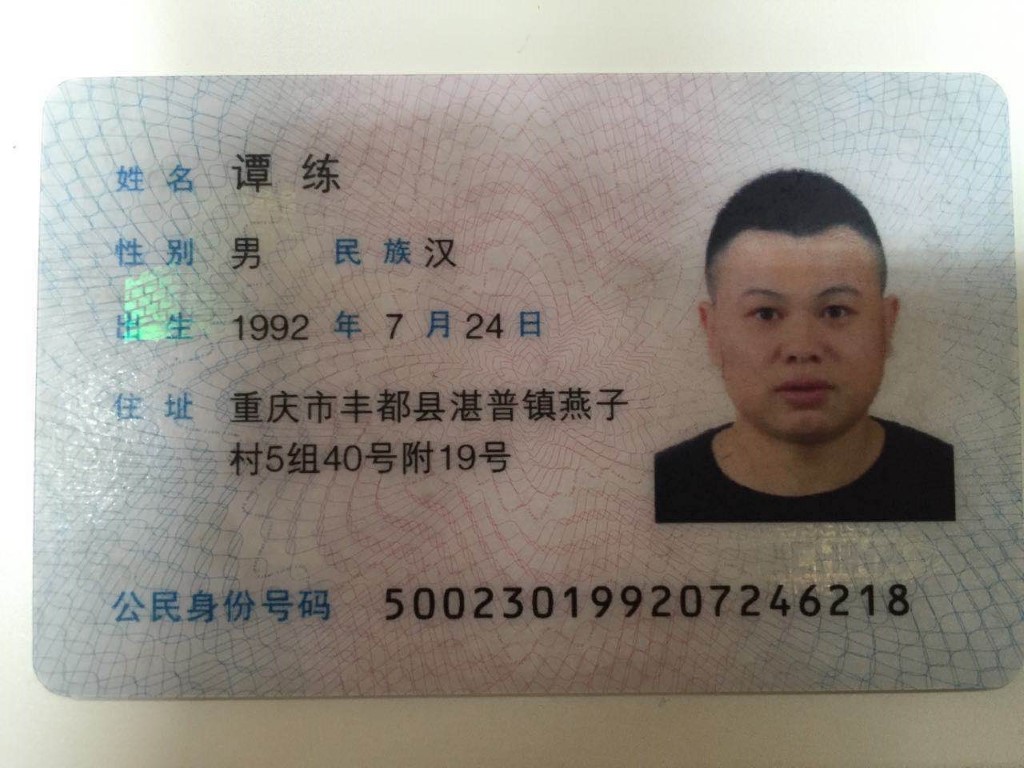 姓名 谭练
性别 男 民族 汉
出生 1992 年 7 月 24 日
住址 重庆市丰都县湛普镇燕子
村5组40号附19号
公民身份号码 500230199207246218